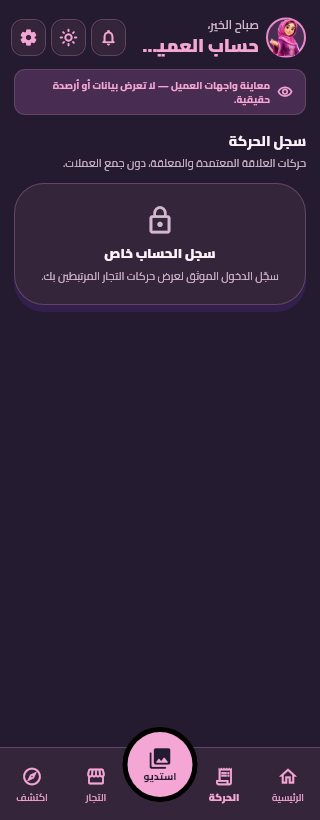 صباح الخير،
حساب العميـ...
معاينة واجهات العميل — لا تعرض بيانات أو أرصدة
حقيقية.
سجل الحركة
حركات العلاقة المعتمدة والمعلقة، دون جمع العملات.
سجل الحساب خاص
سجّل الدخول الموثق لعرض حركات التجار المرتبطين بك.
الرئيسية
الحركة
استديو
التجار
اكتشف